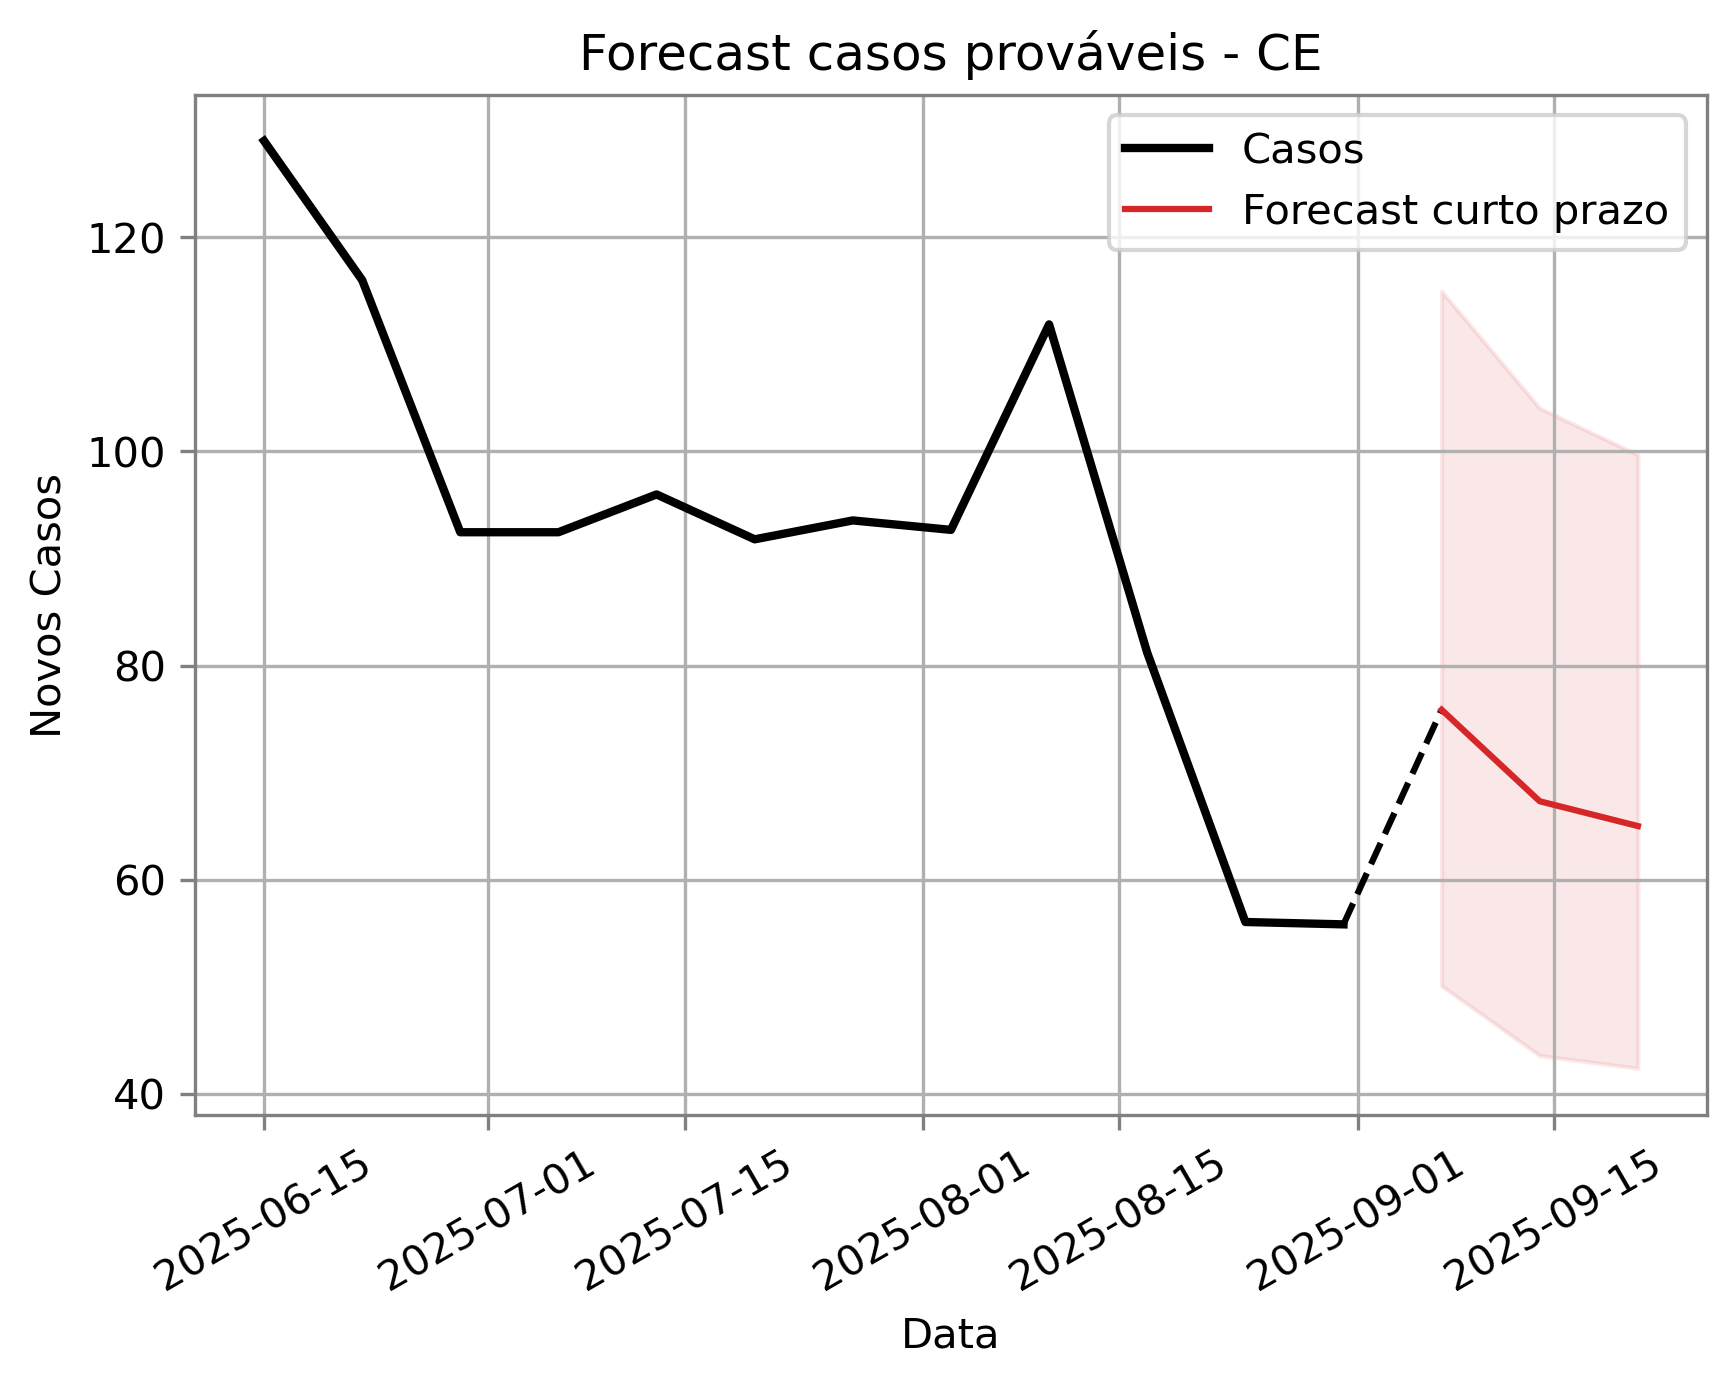 Forecast casos prováveis - CE
Casos
Forecast curto prazo
Novos Casos
120
100
80
60
40
2025-06-15
2025-07-01
2025-07-15
2025-08-01
2025-08-15
2025-09-01
2025-09-15
Data